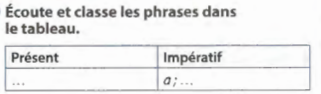 Écoute et classe les phrases dans
le tableau.
Présent Impératif
... a ; ...